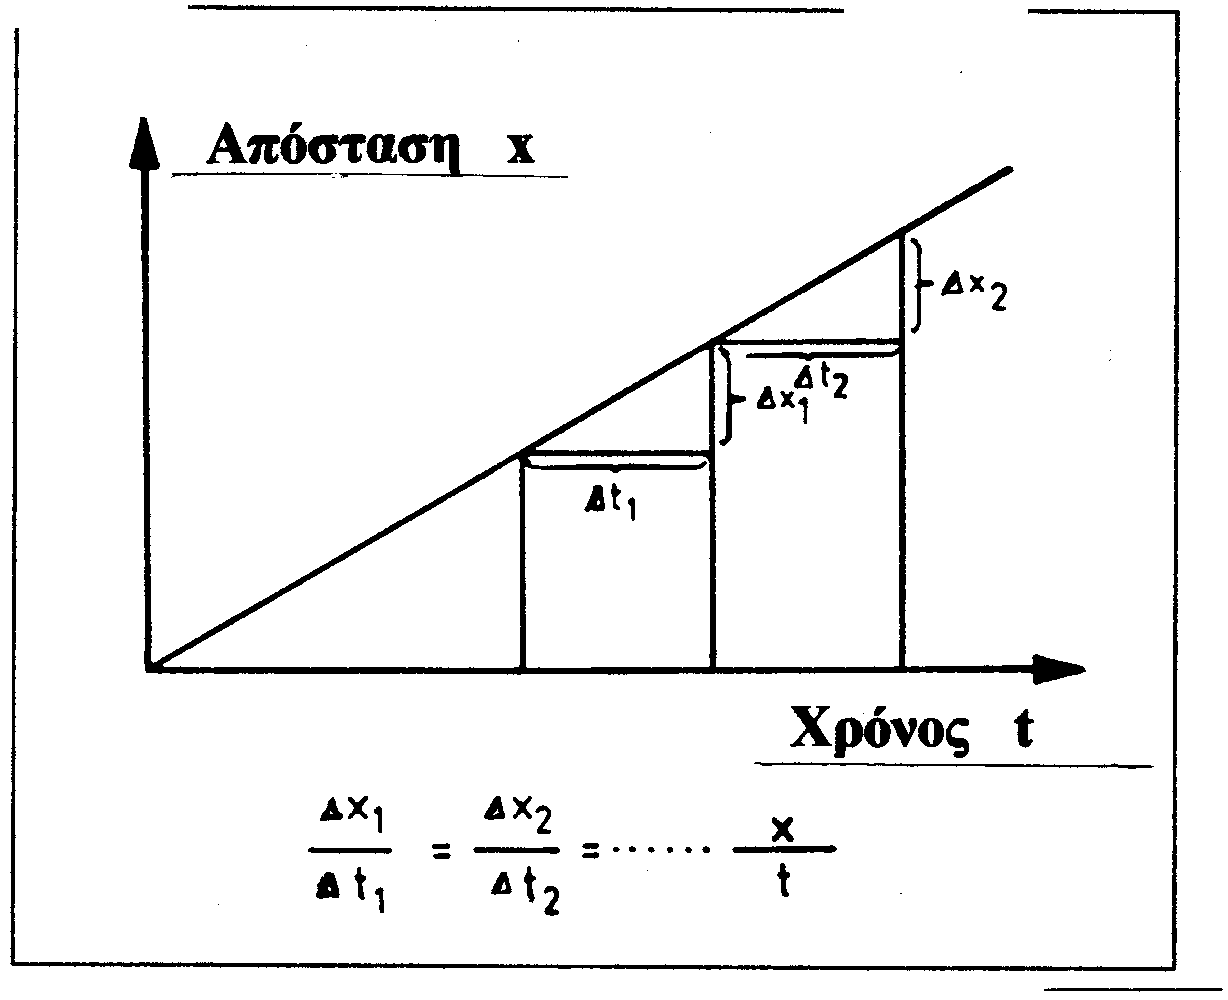 Απόσταση x
Δx₂
Δt₂
Δx₁
Δt₁
Χρόνος t
Δx₁/Δt₁ = Δx₂/Δt₂ = ...... x/t